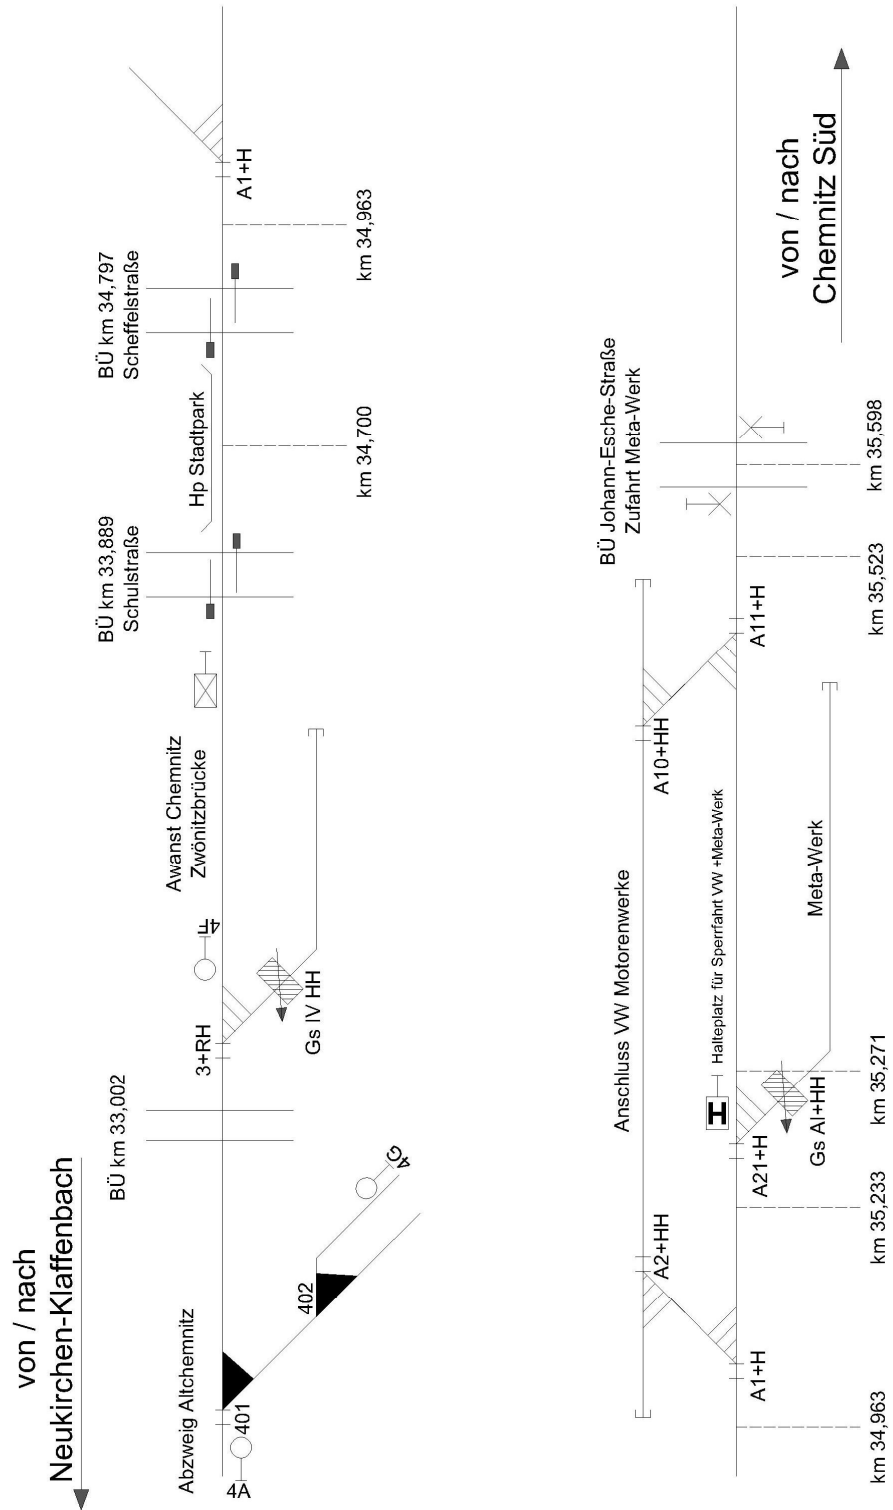 von / nach
Neukirchen-Klaffenbach
Abzweig Altchemnitz
4A
401
402
4G
BÜ km 33,002
3+RH
4F
Gs IV HH
Awanst Chemnitz
Zwönitzbrücke
BÜ km 33,889
Schulstraße
Hp Stadtpark
km 34,700
BÜ km 34,797
Scheffelstraße
km 34,963
A1+H
km 34,963
A1+H
A2+HH
km 35,233
A21+H
H
Halteplatz für Sperrfahrt VW +Meta-Werk
Gs AI+HH
km 35,271
Anschluss VW Motorenwerke
Meta-Werk
A10+HH
A11+H
km 35,523
BÜ Johann-Esche-Straße
Zufahrt Meta-Werk
km 35,598
von / nach
Chemnitz Süd